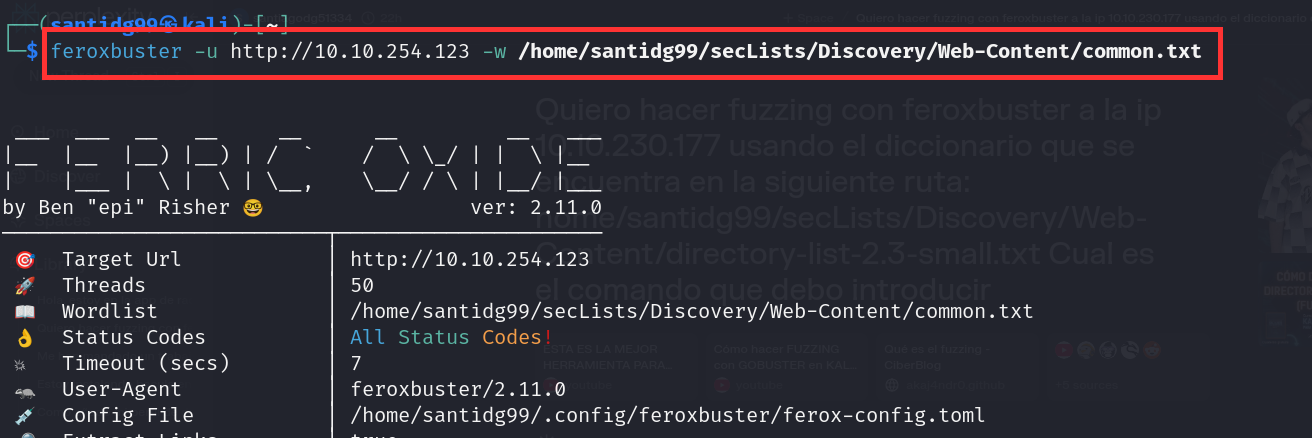 (santidg99㉿kali)-[~]
$ feroxbuster -u http://10.10.254.123 -w /home/santidg99/secLists/Discovery/Web-Content/common.txt
FERRIC OXIDE
by Ben "epi" Risher 🤓 ver: 2.11.0
🎯 Target Url │ http://10.10.254.123
🚀 Threads │ 50
📖 Wordlist │ /home/santidg99/secLists/Discovery/Web-Content/common.txt
👌 Status Codes │ All Status Codes!
💥 Timeout (secs) │ 7
🦡 User-Agent │ feroxbuster/2.11.0
💉 Config File │ /home/santidg99/.config/feroxbuster/ferox-config.toml
🔎 Extract Links │ true
Quiero hacer fuzzing con feroxbuster a la ip
10.10.230.177 usando el diccionario que se
encuentra en la siguiente ruta:
home/santidg99/secLists/Discovery/Web-
Content/directory-list-2.3-small.txt Cual es
el comando que debo introducir
ESTA ES LA MEJOR
HERRAMIENTA PARA...
Cómo hacer FUZZING
con GOBUSTER en KAL...
Qué es el fuzzing -
CiberBlog